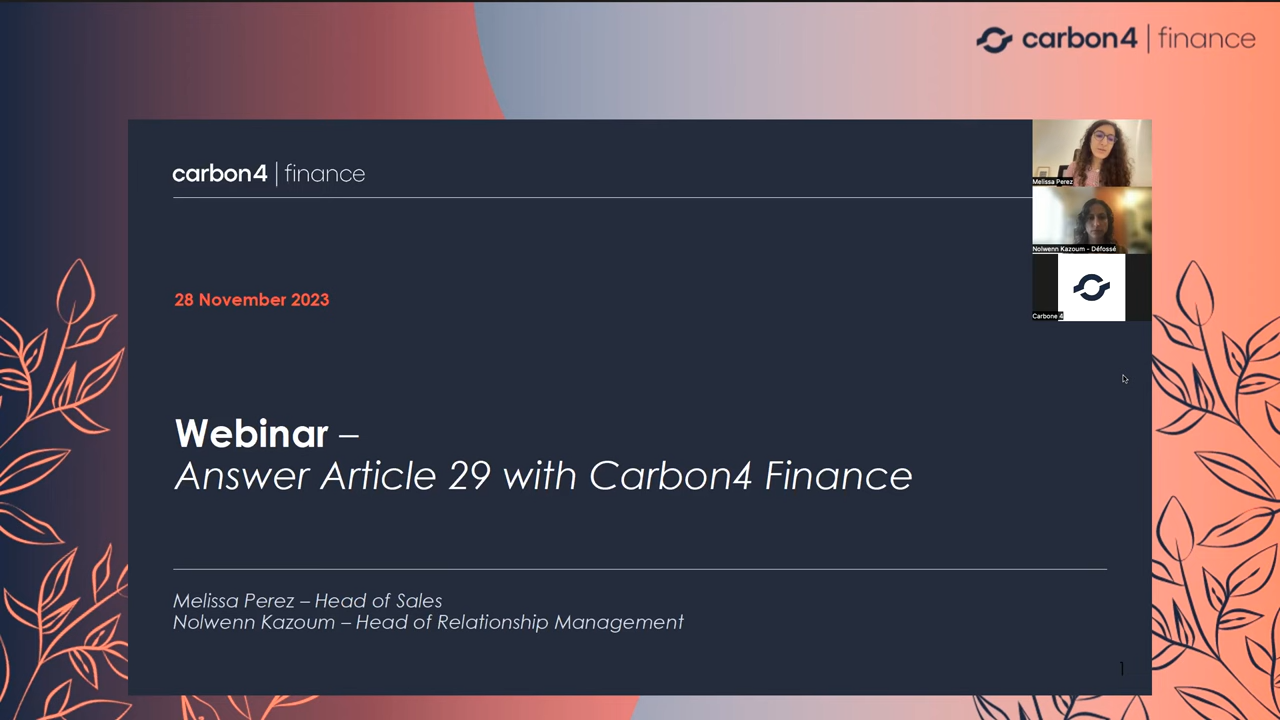 carbon4 | finance
carbon4 | finance
Melissa Perez
Nolwenn Kazoum - Défossé
Carbone 4
28 November 2023
Webinar –
Answer Article 29 with Carbon4 Finance
Melissa Perez – Head of Sales
Nolwenn Kazoum – Head of Relationship Management
1